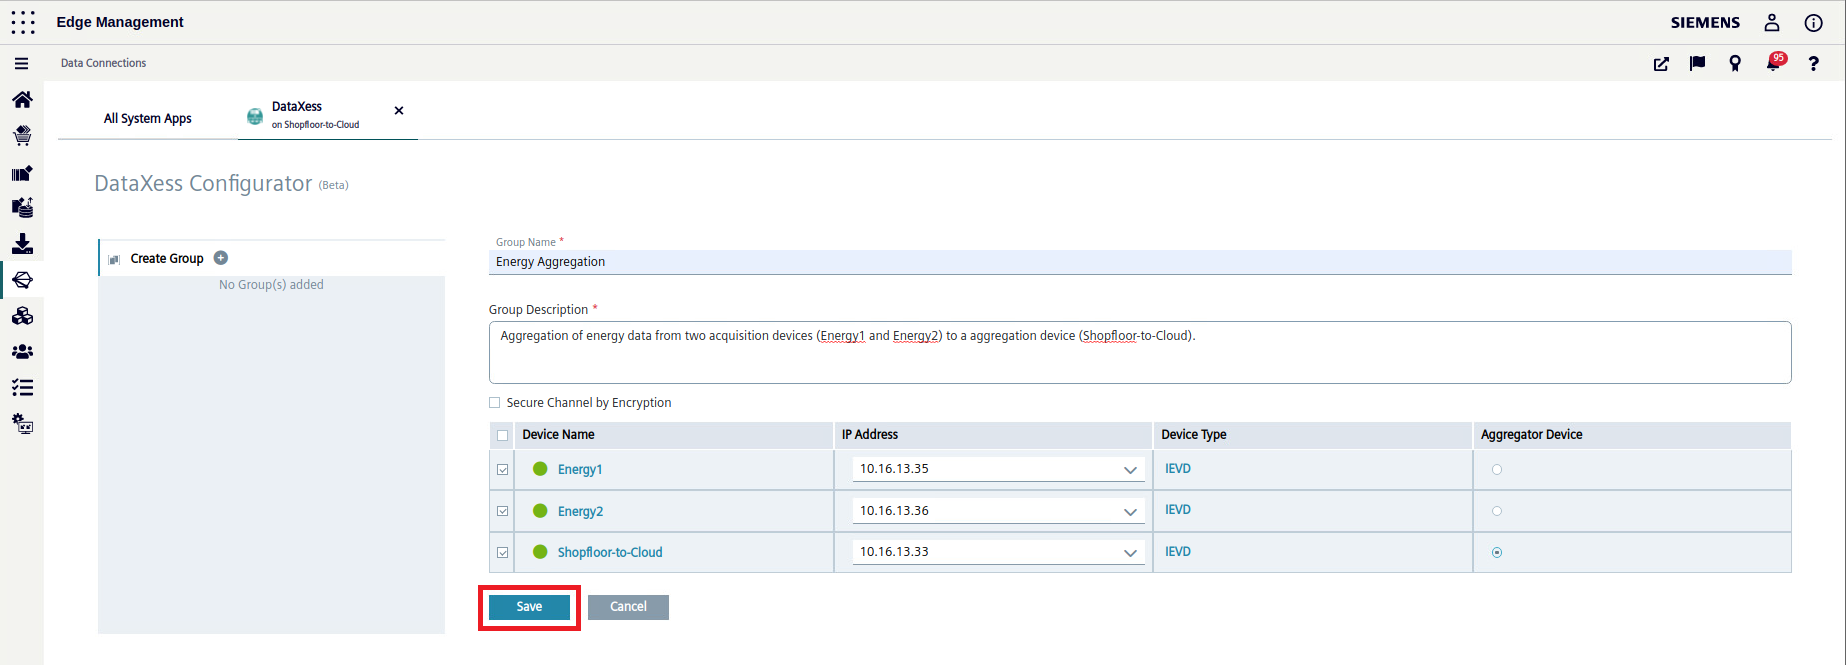 Edge Management
SIEMENS
Data Connections
95
All System Apps
DataXess
on Shopfloor-to-Cloud
DataXess Configurator (Beta)
Create Group
No Group(s) added
Group Name *
Energy Aggregation
Group Description *
Aggregation of energy data from two acquisition devices (Energy1 and Energy2) to a aggregation device (Shopfloor-to-Cloud).
Secure Channel by Encryption
Device Name IP Address Device Type Aggregator Device
Energy1 10.16.13.35 IEVD
Energy2 10.16.13.36 IEVD
Shopfloor-to-Cloud 10.16.13.33 IEVD
Save Cancel